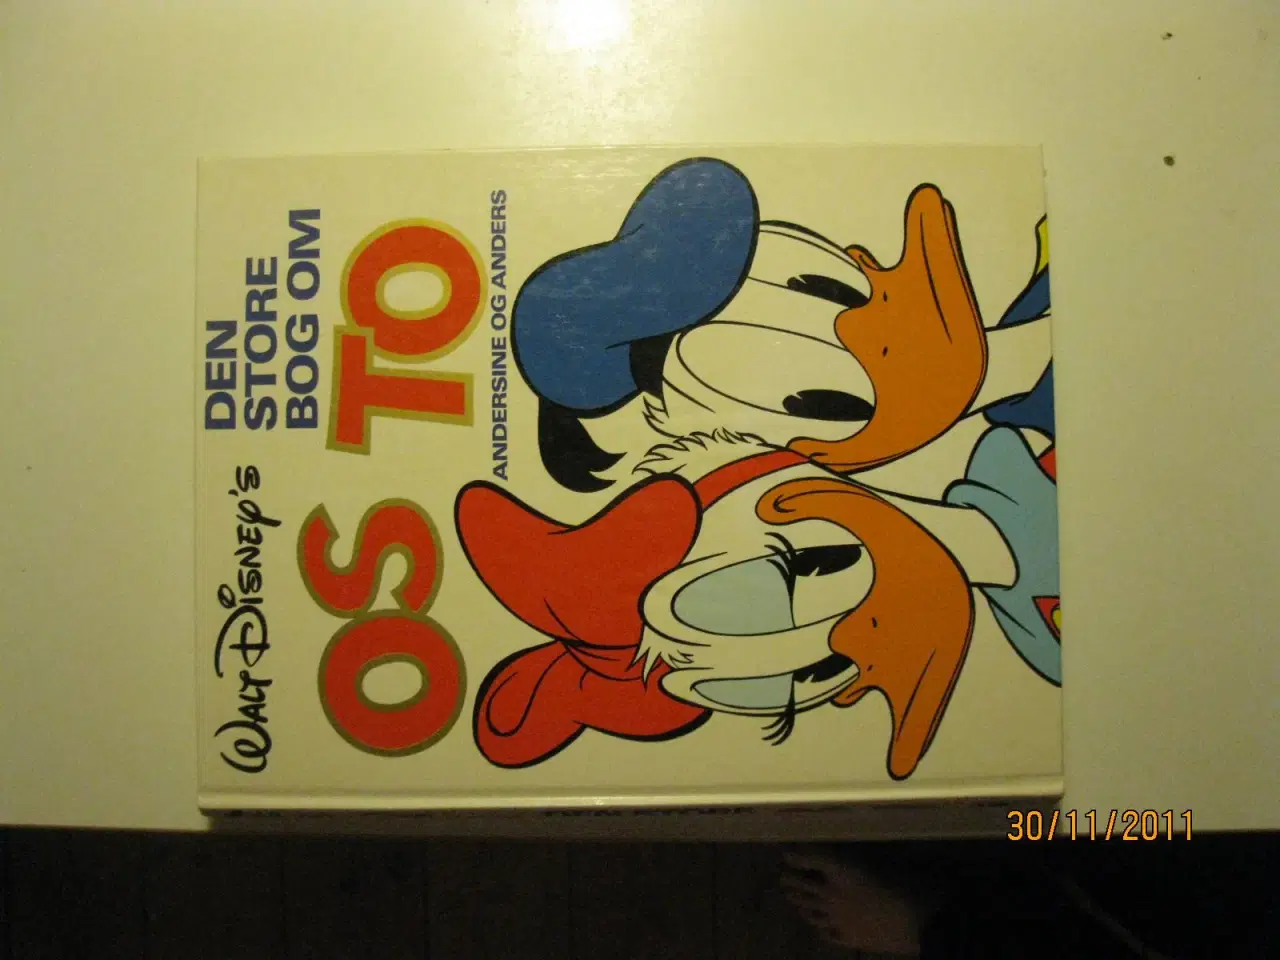 WALT DISNEY'S
DEN
STORE
BOG OM
OS TO
ANDERSINE OG ANDERS
30/11/2011